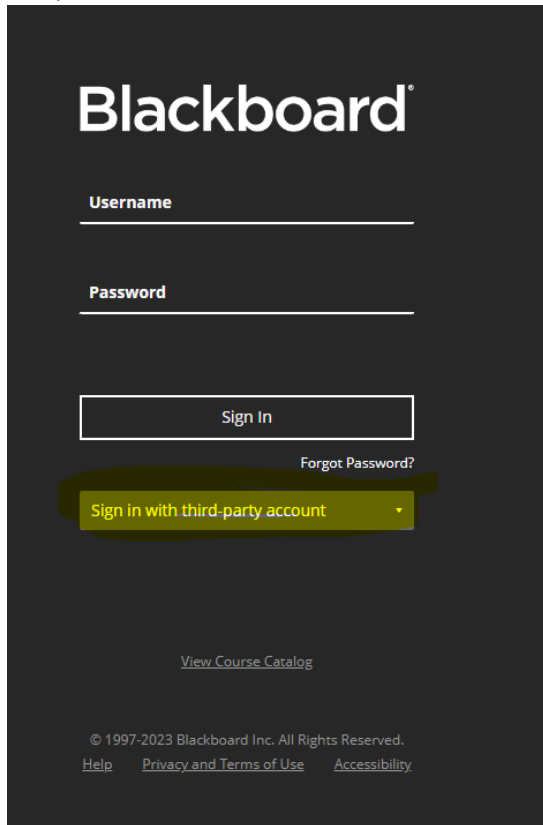 Blackboard®
Username
Password
Sign In
Forgot Password?
Sign in with third-party account
View Course Catalog
© 1997-2023 Blackboard Inc. All Rights Reserved.
Help Privacy and Terms of Use Accessibility